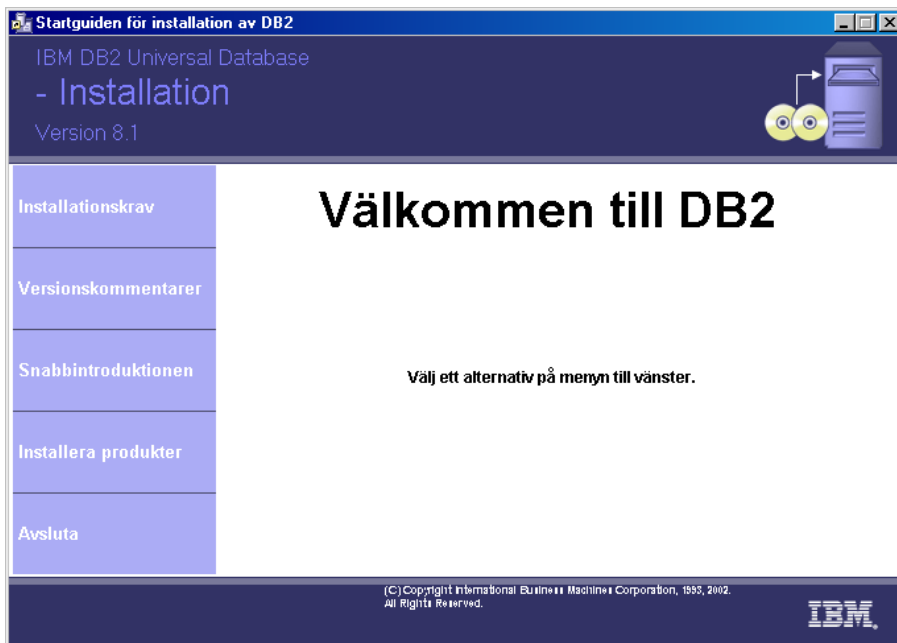 Startguiden för installation av DB2
IBM DB2 Universal Database
- Installation
Version 8.1
Installationskrav
Versionskommentarer
Snabbintroduktionen
Installera produkter
Avsluta
Välkommen till DB2
Välj ett alternativ på menyn till vänster.
(C) Copyright International Business Machines Corporation, 1993, 2002.
All Rights Reserved.
IBM.